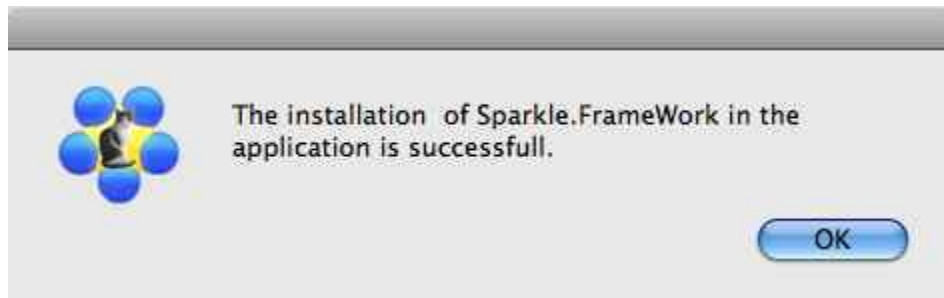 The installation  of Sparkle.FrameWork in the
application is successfull.
OK